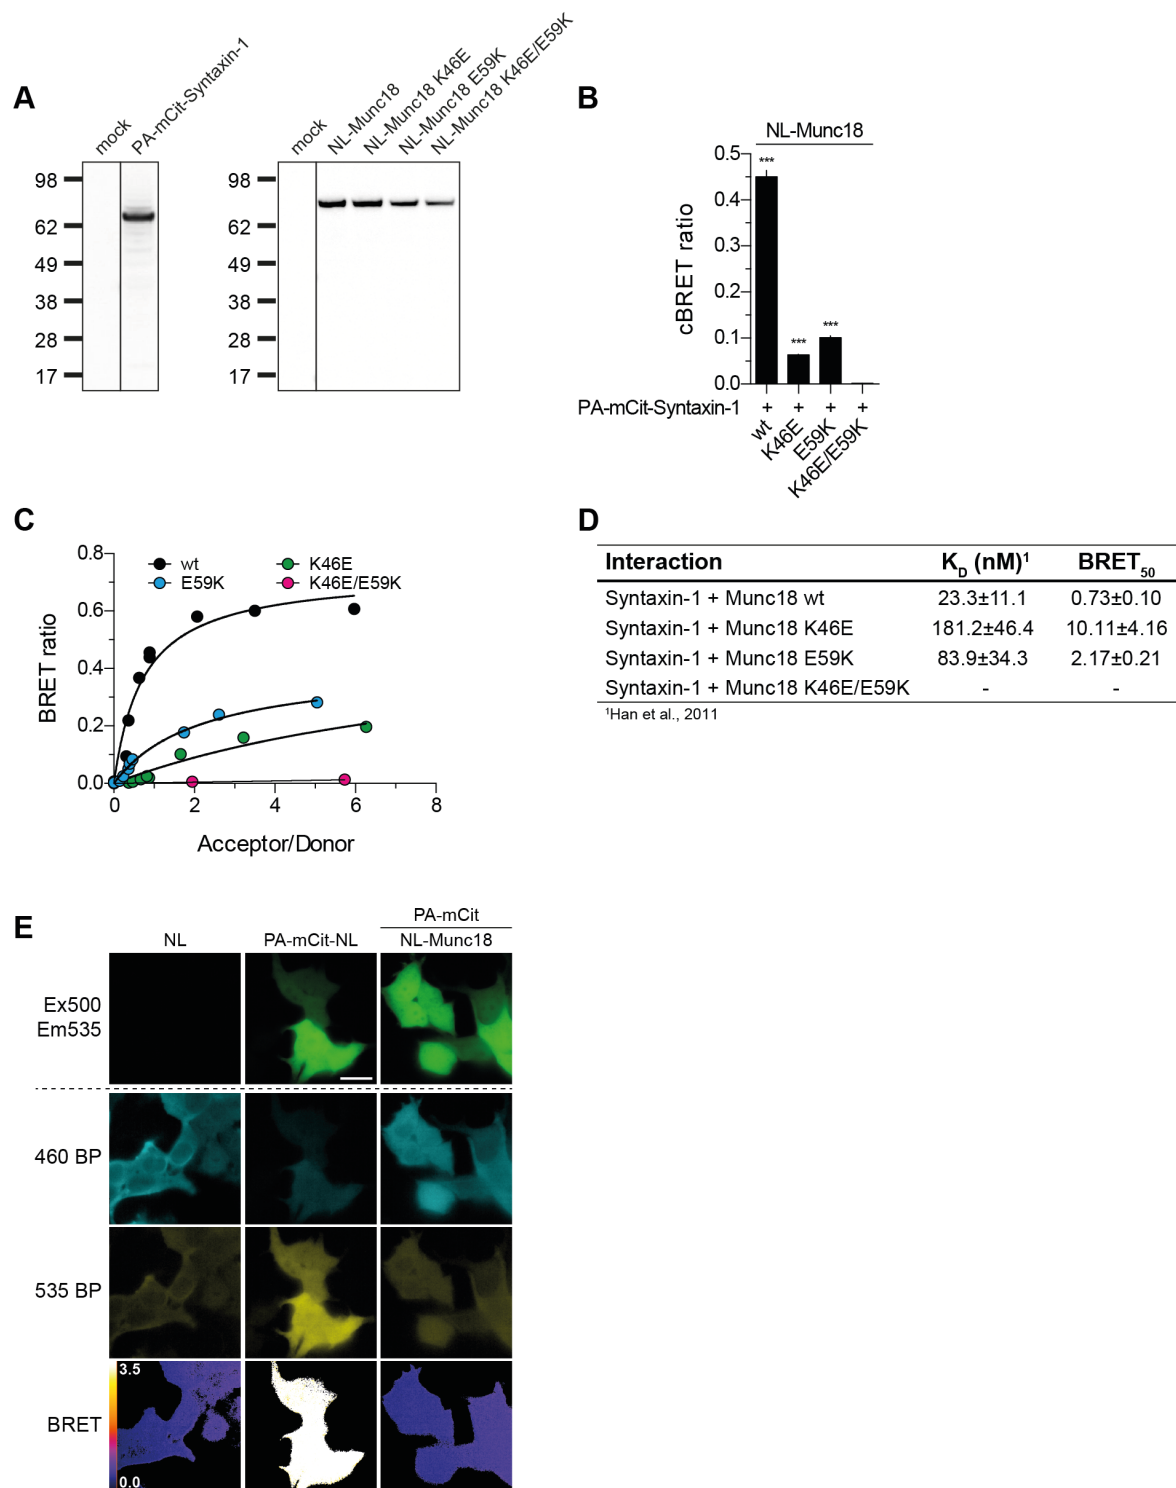 A
mock
PA-mCit-Syntaxin-1
98
62
49
38
28
17
mock
NL-Munc18
NL-Munc18 K46E
NL-Munc18 E59K
NL-Munc18 K46E/E59K
98
62
49
38
28
17
B
NL-Munc18
cBRET ratio
0.5
0.4
0.3
0.2
0.1
0.0
***
***
***
PA-mCit-Syntaxin-1 + + + +
wt
K46E
E59K
K46E/E59K
C
BRET ratio
0.8
0.6
0.4
0.2
0.0
wt K46E
E59K K46E/E59K
0 2 4 6 8
Acceptor/Donor
D
Interaction K_D (nM)¹ BRET₅₀
Syntaxin-1 + Munc18 wt 23.3±11.1 0.73±0.10
Syntaxin-1 + Munc18 K46E 181.2±46.4 10.11±4.16
Syntaxin-1 + Munc18 E59K 83.9±34.3 2.17±0.21
Syntaxin-1 + Munc18 K46E/E59K - -
¹Han et al., 2011
E
NL
PA-mCit-NL
PA-mCit
NL-Munc18
Ex500
Em535
460 BP
535 BP
BRET
3.5
0.0